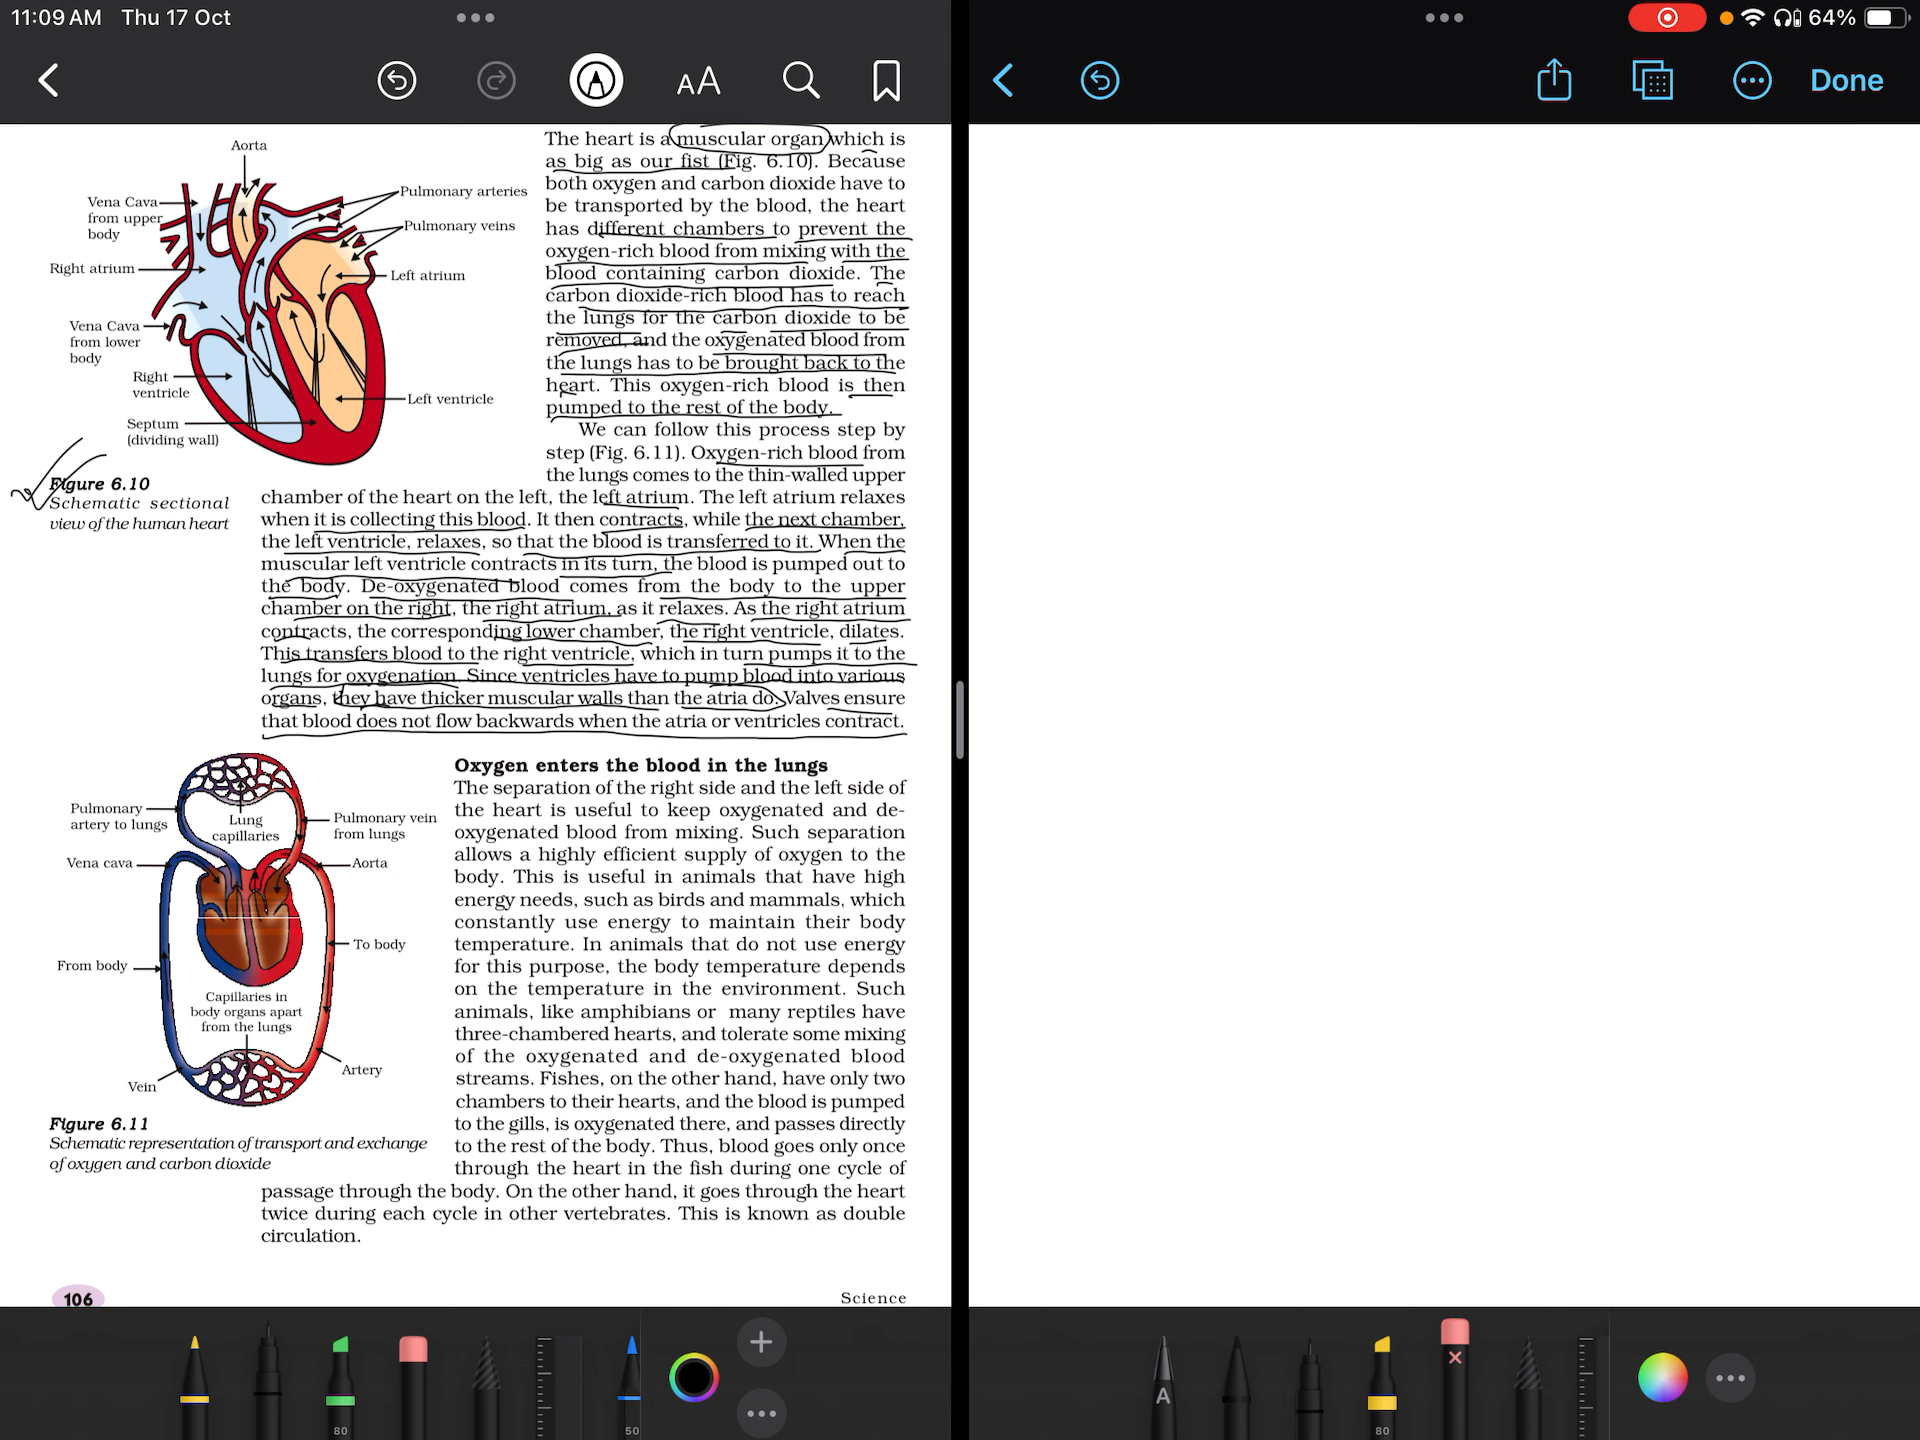 11:09 AM Thu 17 Oct
64%
AA
Done
Aorta
Vena Cava
from upper
body
Pulmonary arteries
Pulmonary veins
Right atrium
Left atrium
Vena Cava
from lower
body
Right
ventricle
Left ventricle
Septum
(dividing wall)
Figure 6.10
Schematic sectional
view of the human heart
The heart is a muscular organ which is
as big as our fist (Fig. 6.10). Because
both oxygen and carbon dioxide have to
be transported by the blood, the heart
has different chambers to prevent the
oxygen-rich blood from mixing with the
blood containing carbon dioxide. The
carbon dioxide-rich blood has to reach
the lungs for the carbon dioxide to be
removed, and the oxygenated blood from
the lungs has to be brought back to the
heart. This oxygen-rich blood is then
pumped to the rest of the body.
We can follow this process step by
step (Fig. 6.11). Oxygen-rich blood from
the lungs comes to the thin-walled upper
chamber of the heart on the left, the left atrium. The left atrium relaxes
when it is collecting this blood. It then contracts, while the next chamber,
the left ventricle, relaxes, so that the blood is transferred to it. When the
muscular left ventricle contracts in its turn, the blood is pumped out to
the body. De-oxygenated blood comes from the body to the upper
chamber on the right, the right atrium, as it relaxes. As the right atrium
contracts, the corresponding lower chamber, the right ventricle, dilates.
This transfers blood to the right ventricle, which in turn pumps it to the
lungs for oxygenation. Since ventricles have to pump blood into various
organs, they have thicker muscular walls than the atria do. Valves ensure
that blood does not flow backwards when the atria or ventricles contract.
Pulmonary
artery to lungs
Lung
capillaries
Pulmonary vein
from lungs
Vena cava
Aorta
To body
From body
Capillaries in
body organs apart
from the lungs
Artery
Vein
Figure 6.11
Schematic representation of transport and exchange
of oxygen and carbon dioxide
Oxygen enters the blood in the lungs
The separation of the right side and the left side of
the heart is useful to keep oxygenated and de-
oxygenated blood from mixing. Such separation
allows a highly efficient supply of oxygen to the
body. This is useful in animals that have high
energy needs, such as birds and mammals, which
constantly use energy to maintain their body
temperature. In animals that do not use energy
for this purpose, the body temperature depends
on the temperature in the environment. Such
animals, like amphibians or many reptiles have
three-chambered hearts, and tolerate some mixing
of the oxygenated and de-oxygenated blood
streams. Fishes, on the other hand, have only two
chambers to their hearts, and the blood is pumped
to the gills, is oxygenated there, and passes directly
to the rest of the body. Thus, blood goes only once
through the heart in the fish during one cycle of
passage through the body. On the other hand, it goes through the heart
twice during each cycle in other vertebrates. This is known as double
circulation.
106
Science
80
50
A
80